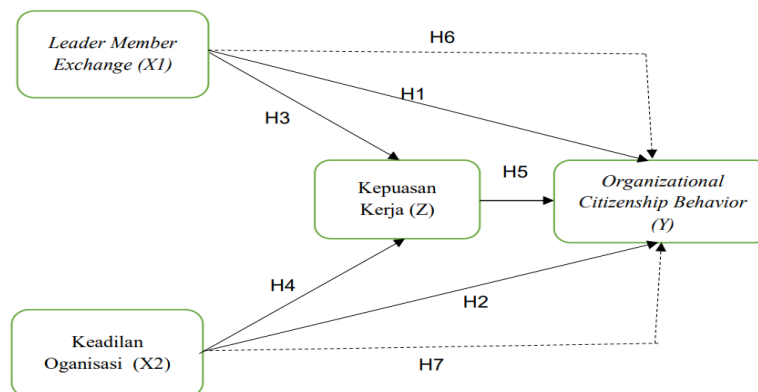 Leader Member
Exchange (X1)
H6
H1
H3
Kepuasan
Kerja (Z)
H5
Organizational
Citizenship Behavior
(Y)
H4
H2
Keadilan
Oganisasi (X2)
H7